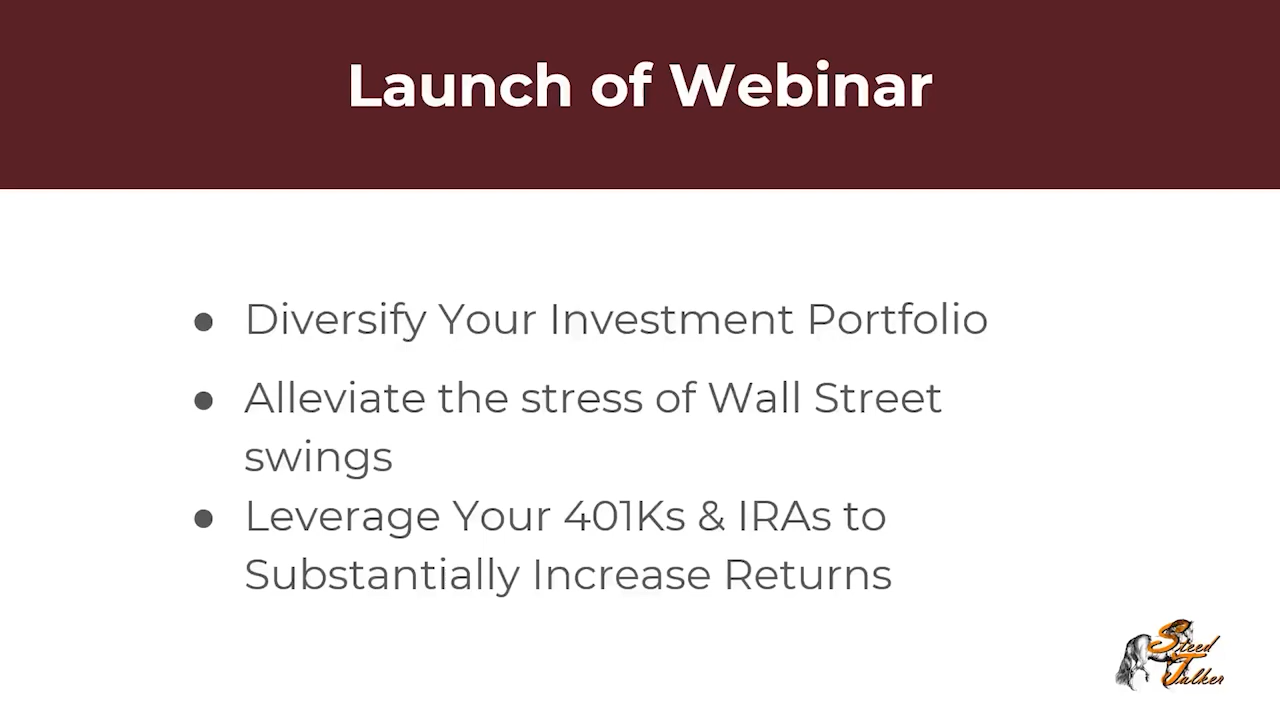 Launch of Webinar
● Diversify Your Investment Portfolio
● Alleviate the stress of Wall Street
swings
● Leverage Your 401Ks & IRAs to
Substantially Increase Returns
Steed
Talker